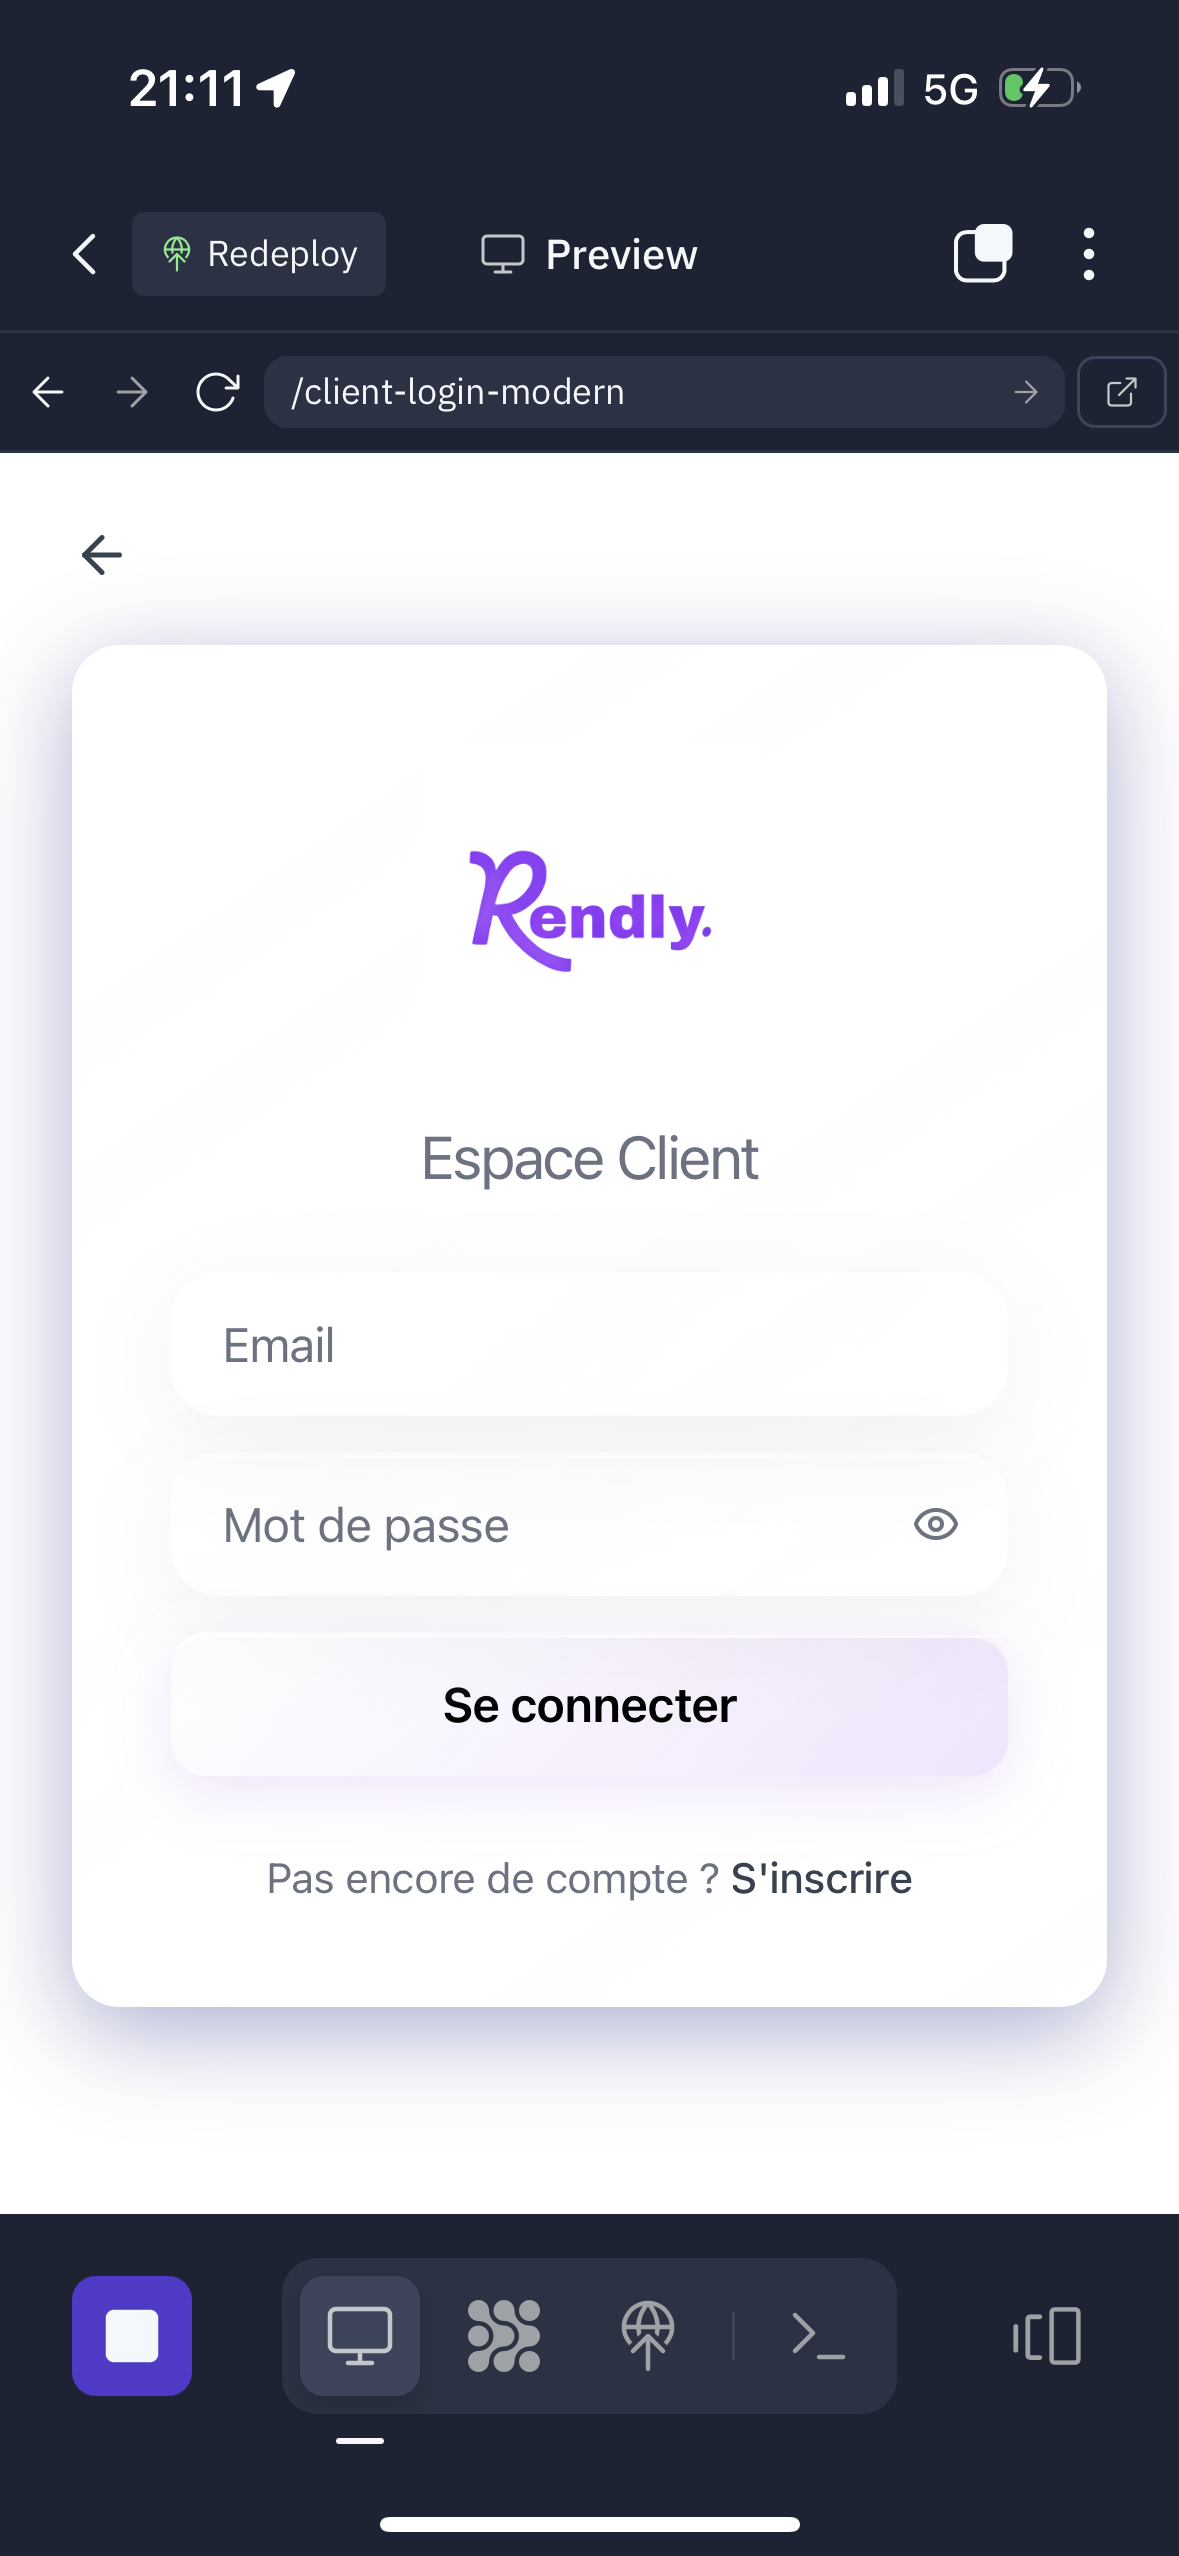 21:11 5G
Redeploy Preview
/client-login-modern
Rendly.
Espace Client
Email
Mot de passe
Se connecter
Pas encore de compte ? S'inscrire